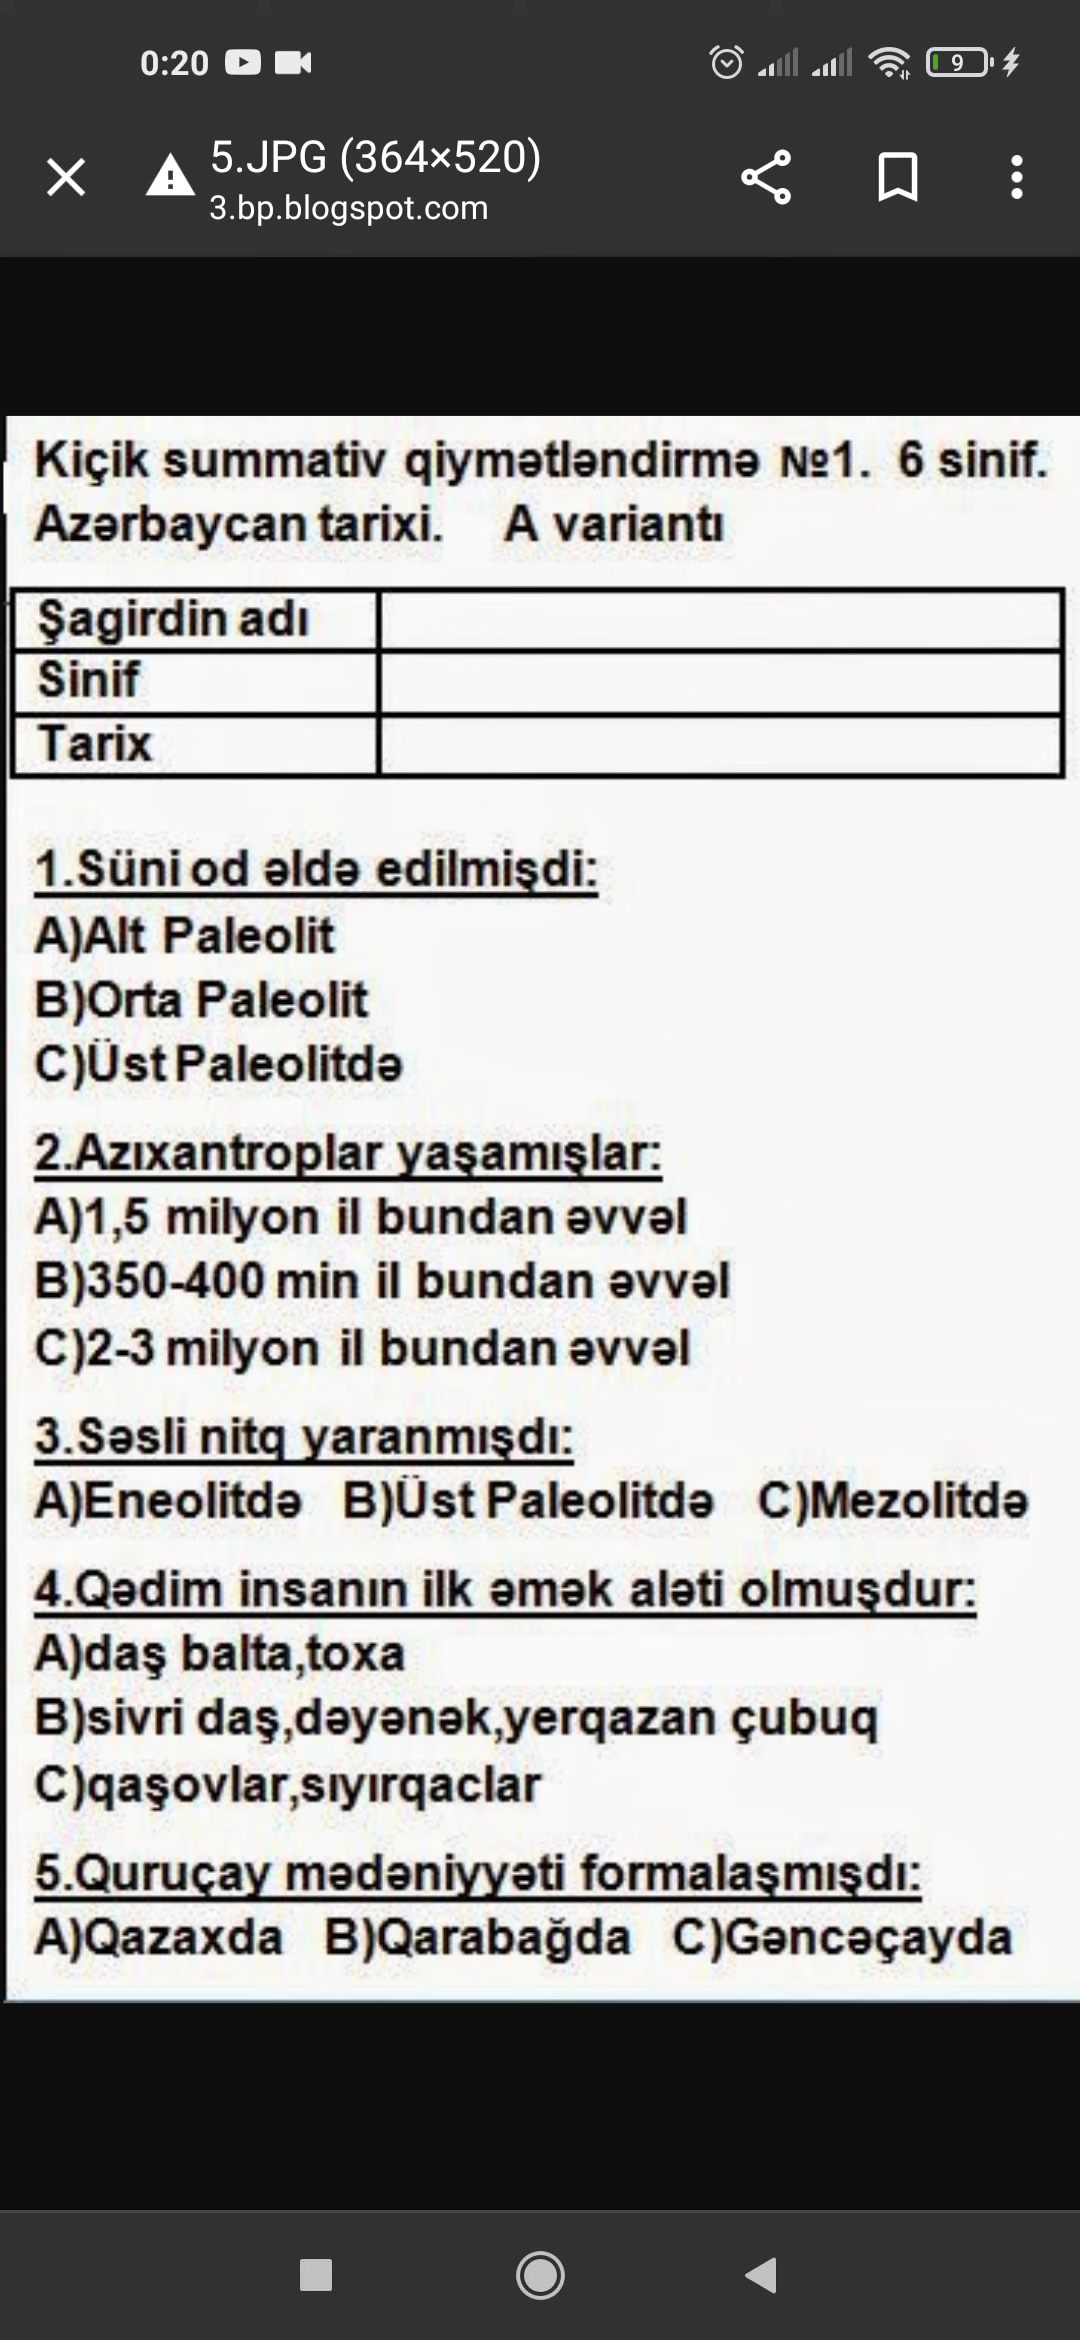 0:20
9
5.JPG (364×520)
3.bp.blogspot.com
Kiçik summativ qiymətləndirmə №1. 6 sinif.
Azərbaycan tarixi. A variantı
Şagirdin adı
Sinif
Tarix
1.Süni od əldə edilmişdi:
A)Alt Paleolit
B)Orta Paleolit
C)Üst Paleolitdə
2.Azıxantroplar yaşamışlar:
A)1,5 milyon il bundan əvvəl
B)350-400 min il bundan əvvəl
C)2-3 milyon il bundan əvvəl
3.Səsli nitq yaranmışdı:
A)Eneolitdə B)Üst Paleolitdə C)Mezolitdə
4.Qədim insanın ilk əmək aləti olmuşdur:
A)daş balta,toxa
B)sivri daş,dəyənək,yerqazan çubuq
C)qaşovlar,sıyırqaclar
5.Quruçay mədəniyyəti formalaşmışdı:
A)Qazaxda B)Qarabağda C)Gəncəçayda